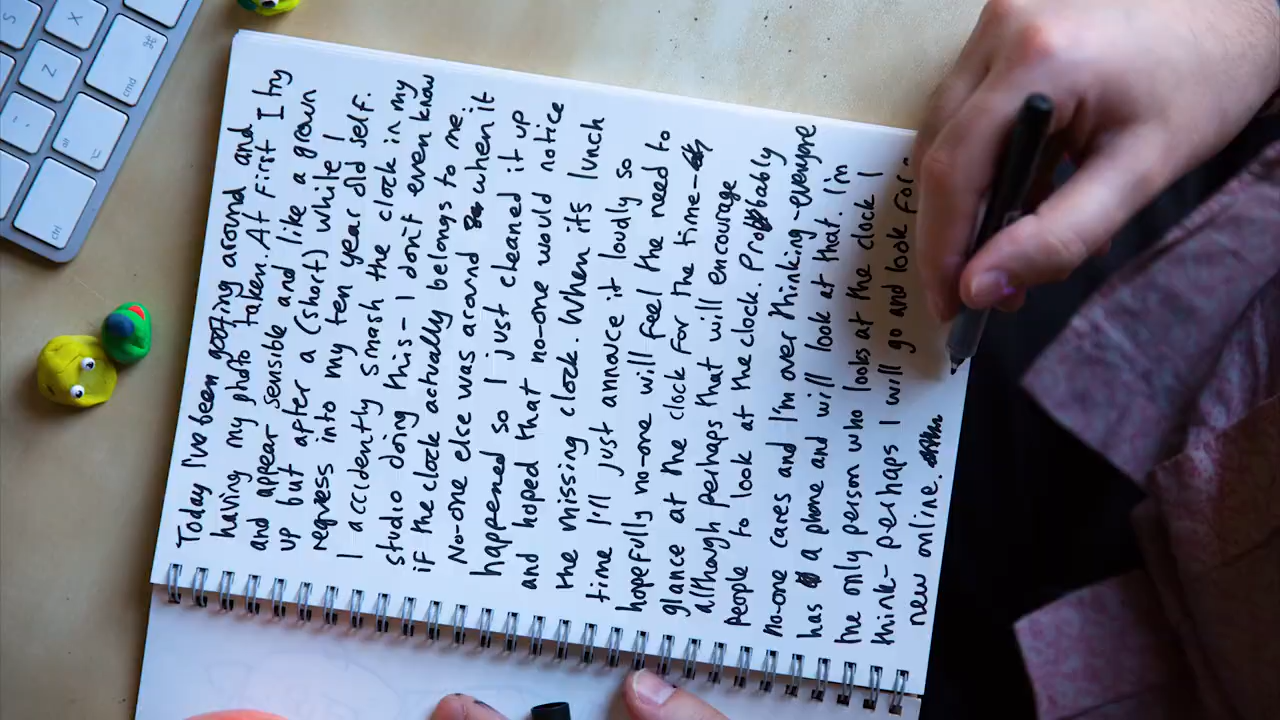 Today I've been goofing around and
having my photo taken. At first I try
and appear sensible and like a grown
up but after a (short) while I
regress into my ten year old self.
I accidently smash the clock in my
studio doing this - I don't even know
if the clock actually belongs to me.
No-one else was around when it
happened so I just cleaned it up
and hoped that no-one would notice
the missing clock. When it's lunch
time I'll just annouce it loudly so
hopefully no-one will feel the need to
glance at the clock for the time -
although perhaps that will encourage
people to look at the clock. Probably
no-one cares and I'm over thinking - everyone
has a phone and will look at that. I'm
the only person who looks at the clock I
think - perhaps I will go and look for
new online.
S
X
Z
cmd
⌘
alt
⌥
ctrl